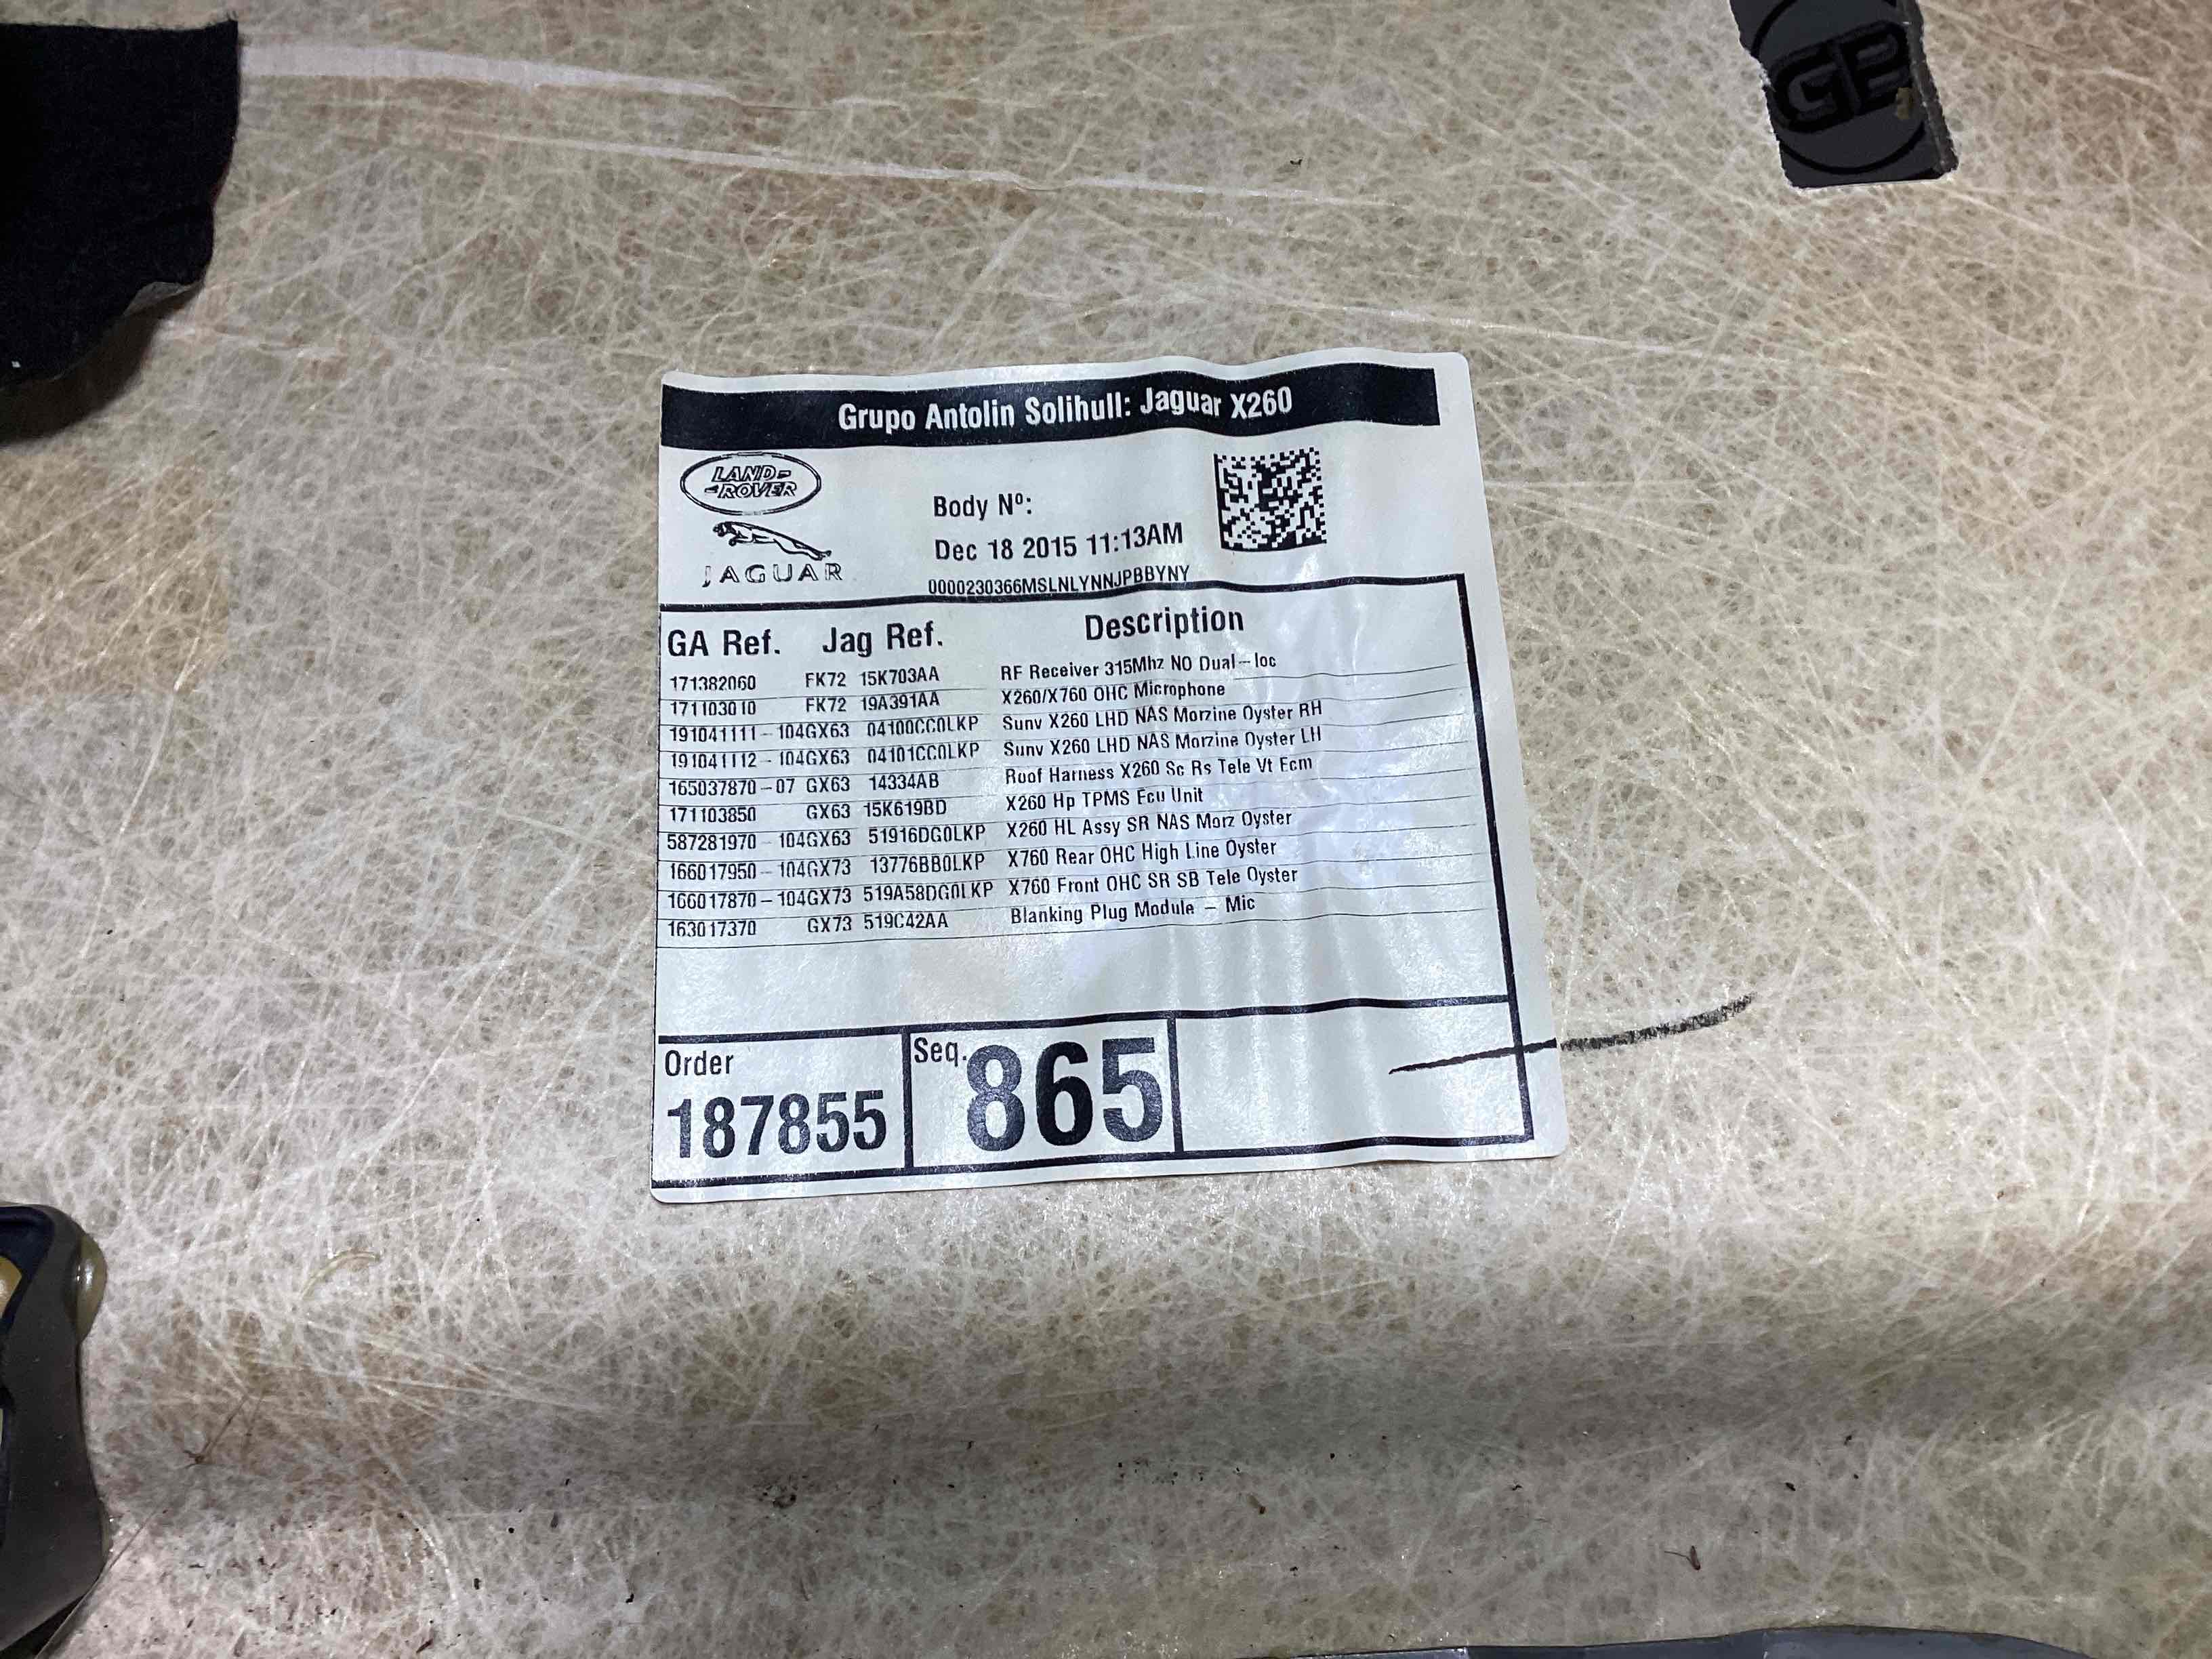 GP
Grupo Antolin Solihull: Jaguar X260
LAND-
-ROVER
JAGUAR
Body Nº:
Dec 18 2015 11:13AM
0000230366MSLNLYNNJPBBYNY
GA Ref. Jag Ref. Description
171382060 FK72 15K703AA RF Receiver 315Mhz NO Dual-loc
171103010 FK72 19A391AA X260/X760 OHC Microphone
191041111-104GX63 04100CC0LKP Sunv X260 LHD NAS Morzine Oyster RH
191041112-104GX63 04101CC0LKP Sunv X260 LHD NAS Morzine Oyster LH
165037870-07 GX63 14334AB Roof Harness X260 Sc Rs Tele Vt Ecm
171103850 GX63 15K619BD X260 Hp TPMS Ecu Unit
587281970-104GX63 51916DG0LKP X260 HL Assy SR NAS Morz Oyster
166017950-104GX73 13776BB0LKP X760 Rear OHC High Line Oyster
166017870-104GX73 519A58DG0LKP X760 Front OHC SR SB Tele Oyster
163017370 GX73 519C42AA Blanking Plug Module - Mic
Order
187855
Seq. 865